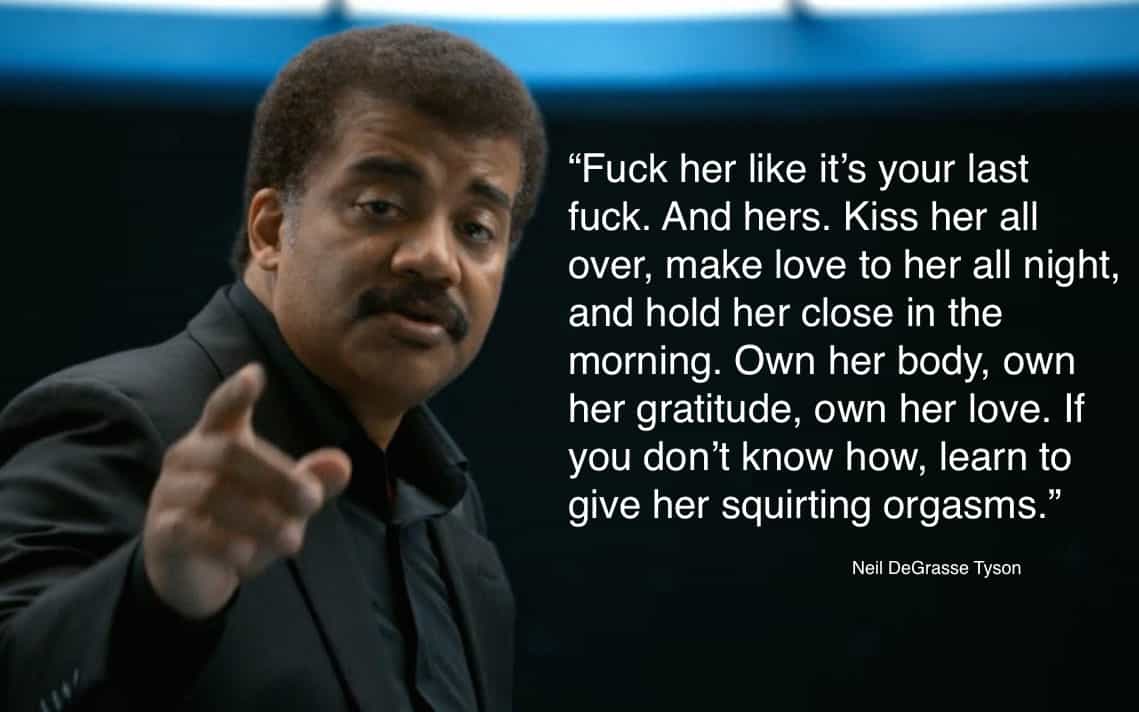 “Fuck her like it’s your last
fuck. And hers. Kiss her all
over, make love to her all night,
and hold her close in the
morning. Own her body, own
her gratitude, own her love. If
you don’t know how, learn to
give her squirting orgasms.”
Neil DeGrasse Tyson